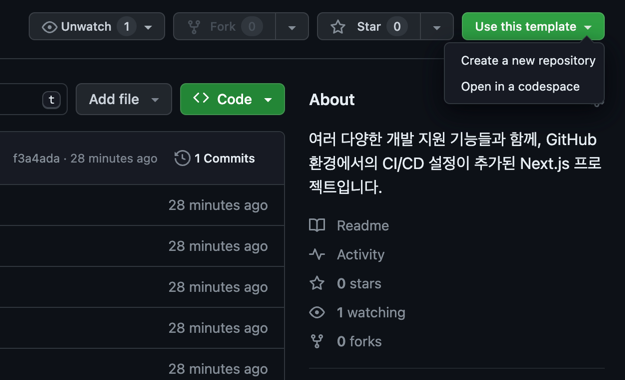 Unwatch 1
Fork 0
Star 0
Use this template
Create a new repository
Open in a codespace
t
Add file
Code
About
여러 다양한 개발 지원 기능들과 함께, GitHub
환경에서의 CI/CD 설정이 추가된 Next.js 프로
젝트입니다.
f3a4ada · 28 minutes ago
1 Commits
28 minutes ago
28 minutes ago
28 minutes ago
28 minutes ago
28 minutes ago
Readme
Activity
0 stars
1 watching
0 forks